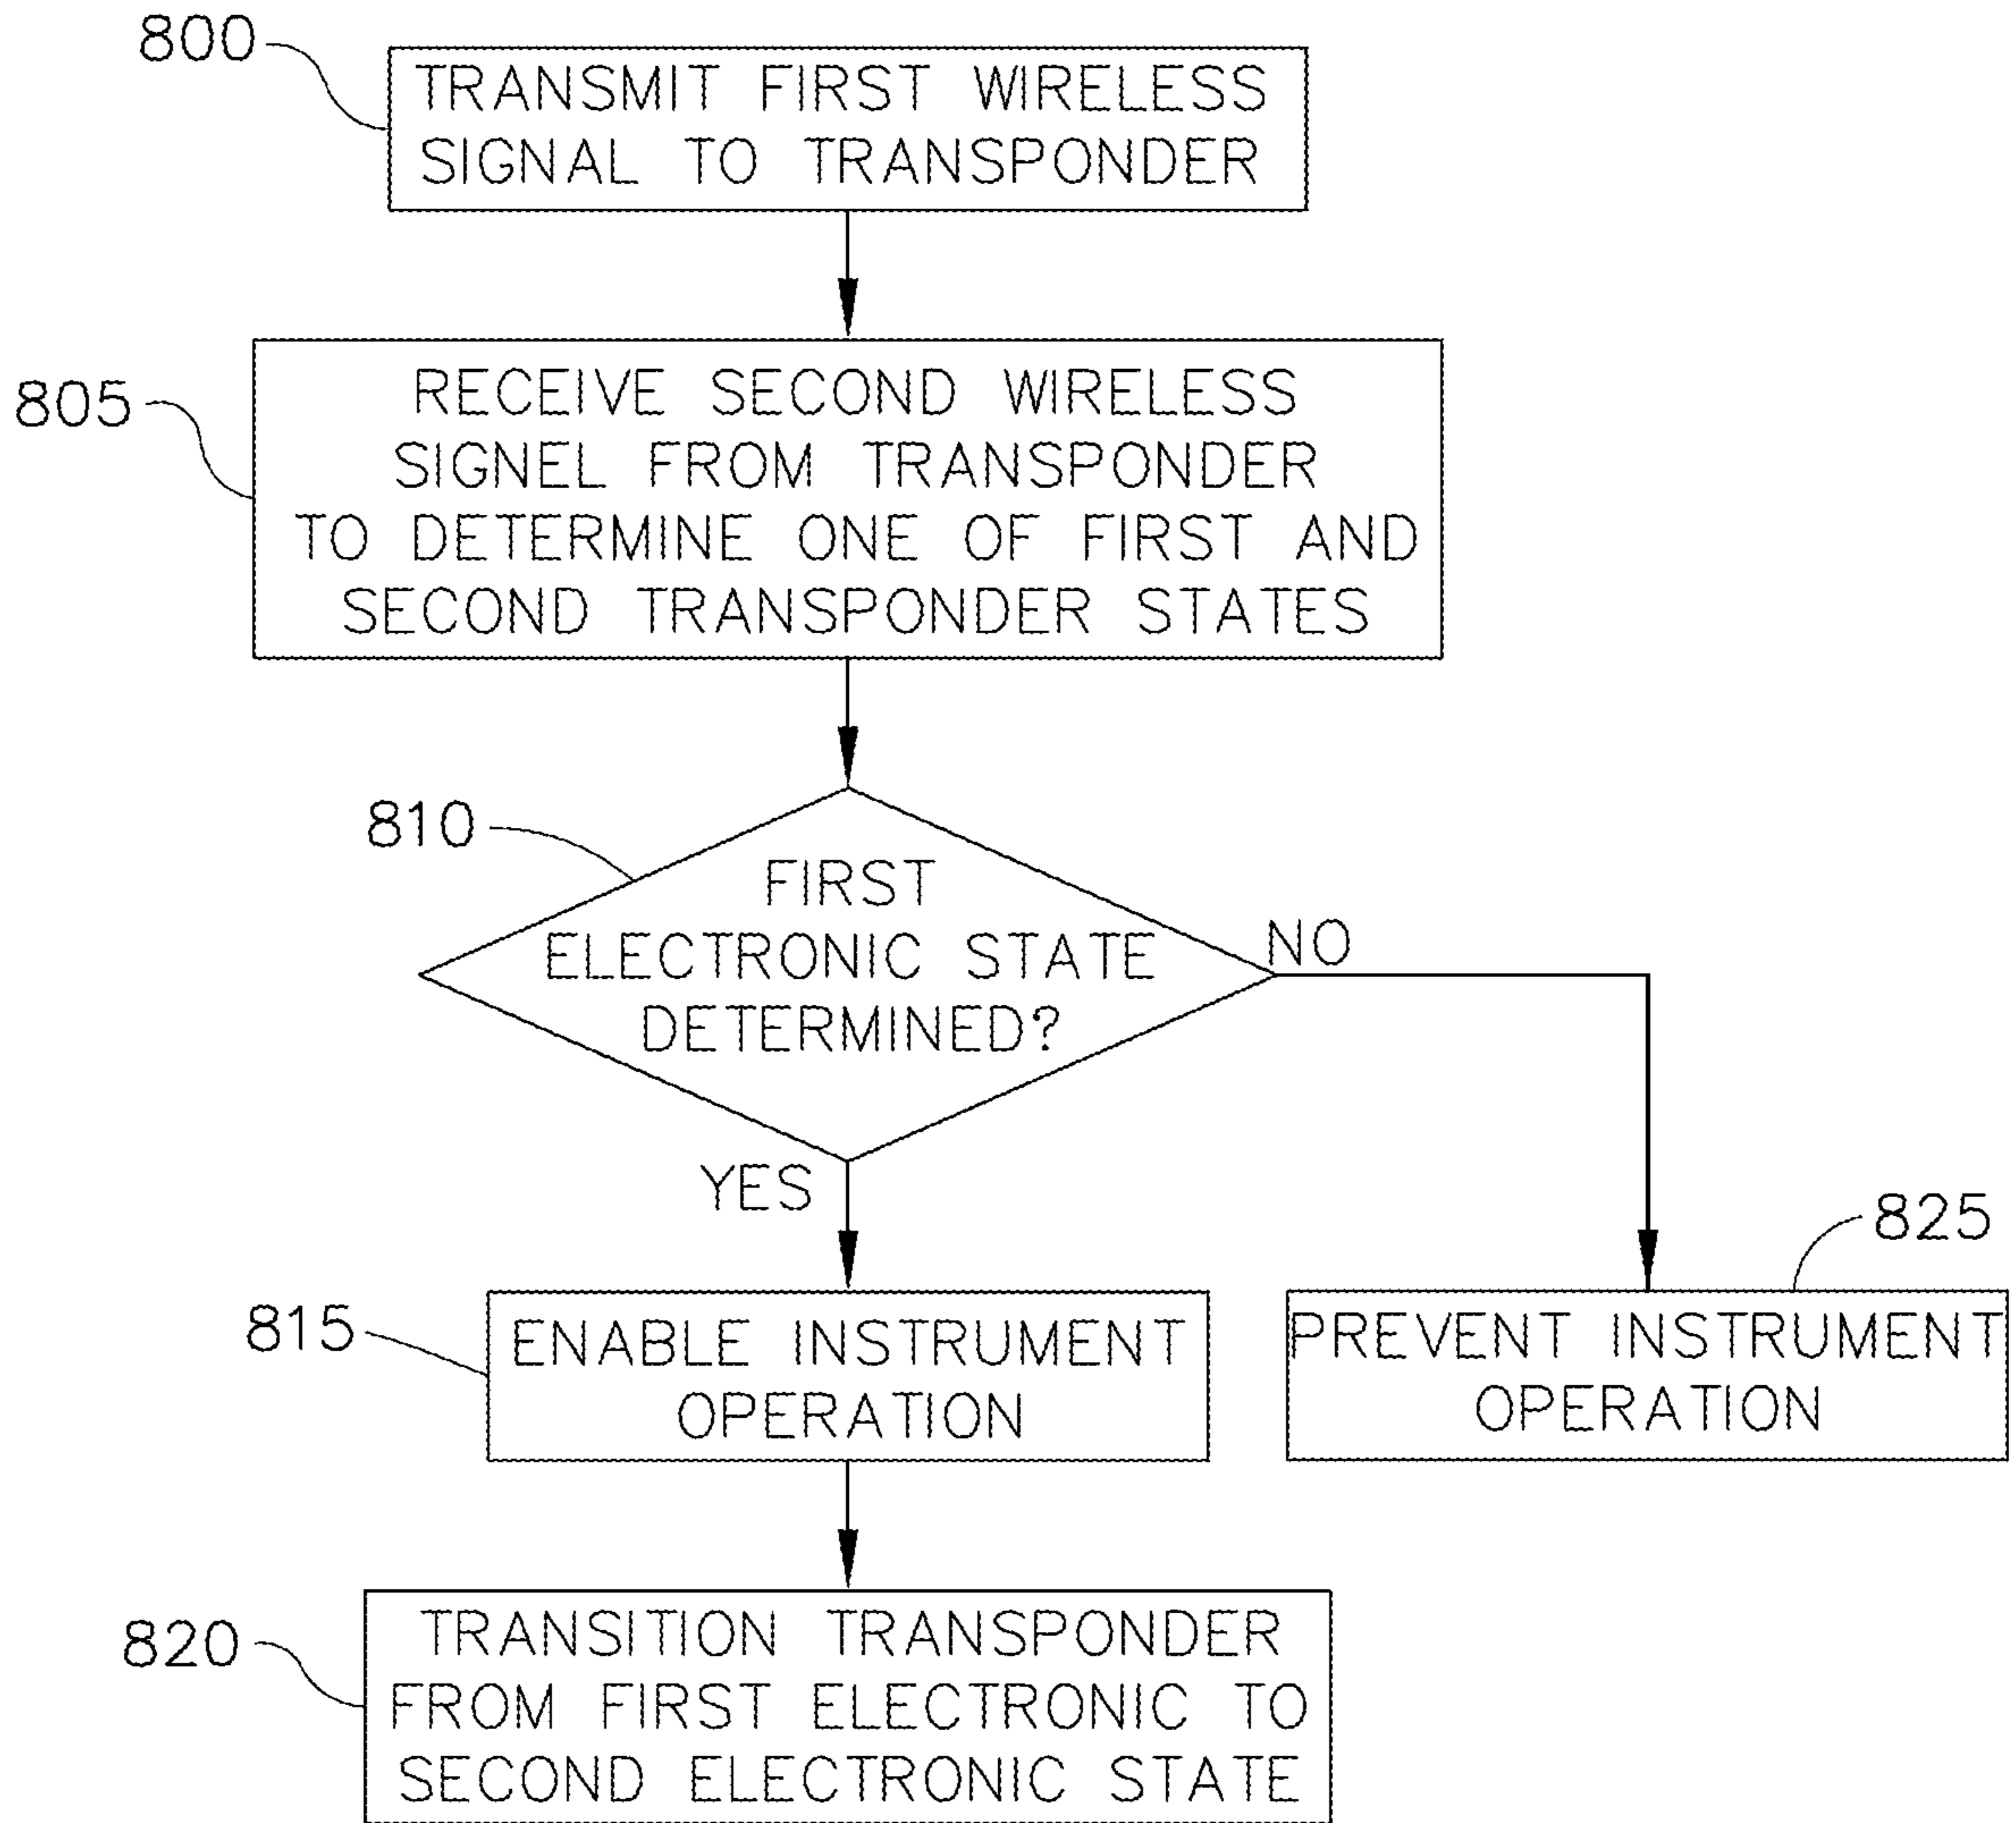 800
TRANSMIT FIRST WIRELESS
SIGNAL TO TRANSPONDER
805
RECEIVE SECOND WIRELESS
SIGNEL FROM TRANSPONDER
TO DETERMINE ONE OF FIRST AND
SECOND TRANSPONDER STATES
810
FIRST
ELECTRONIC STATE
DETERMINED?
NO
YES
815
ENABLE INSTRUMENT
OPERATION
825
PREVENT INSTRUMENT
OPERATION
820
TRANSITION TRANSPONDER
FROM FIRST ELECTRONIC TO
SECOND ELECTRONIC STATE